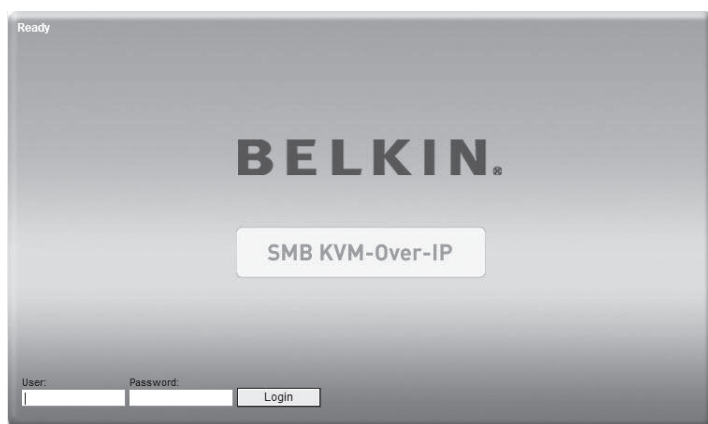 Ready
BELKIN®
SMB KVM-Over-IP
User: Password:
Login